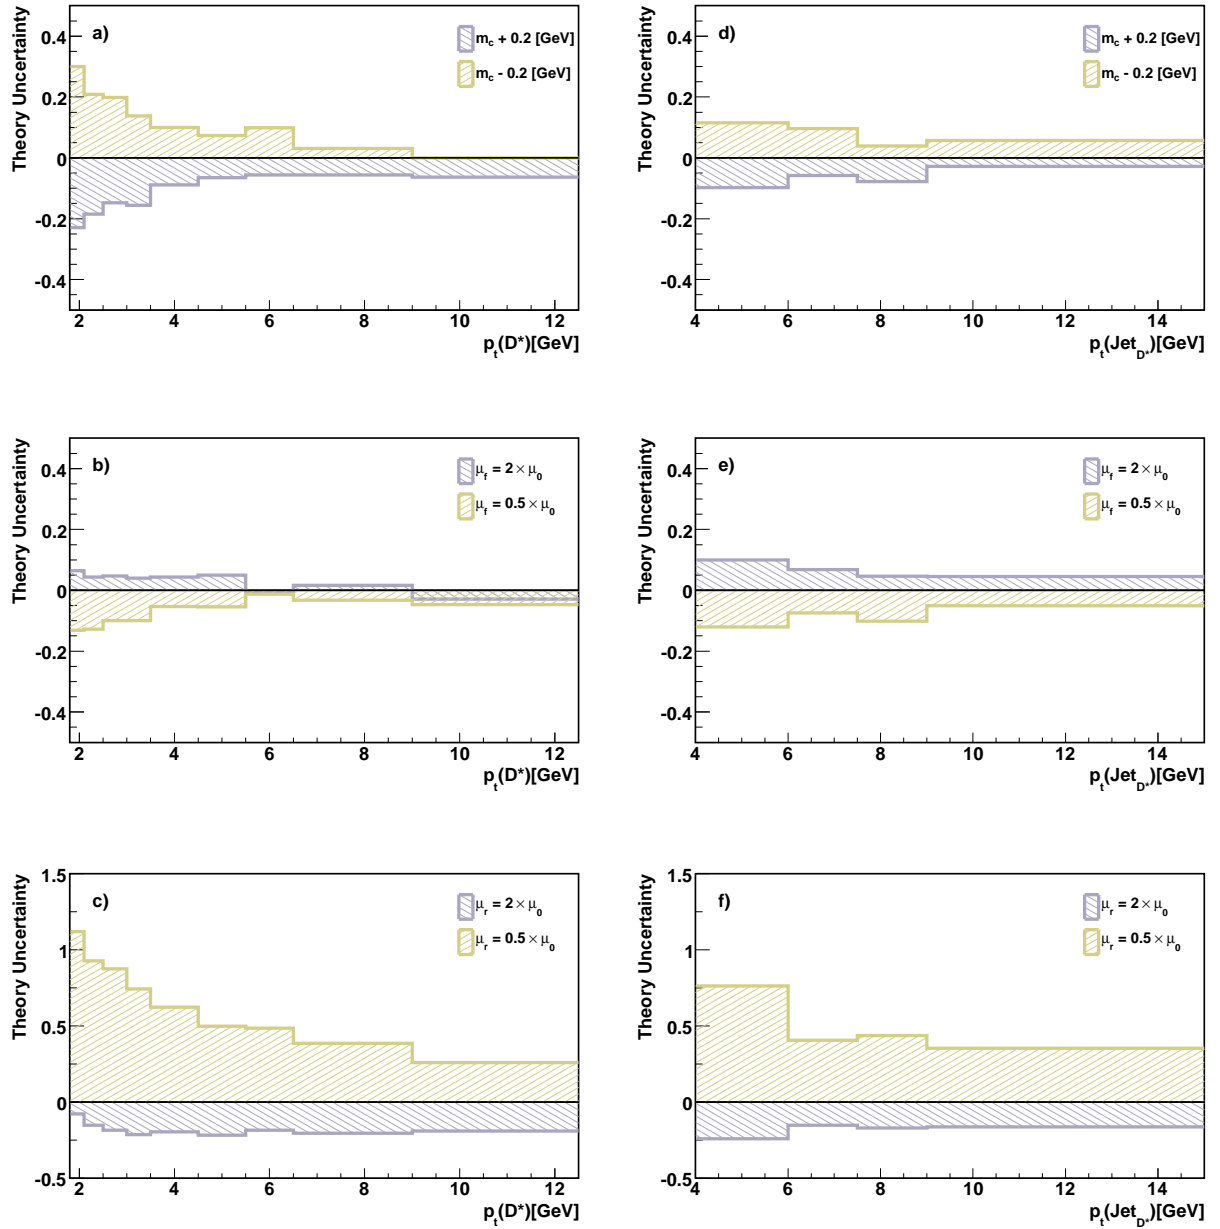 Theory Uncertainty
a)
m_c + 0.2 [GeV]
m_c - 0.2 [GeV]
0.4
0.2
0
-0.2
-0.4
2 4 6 8 10 12
p_t(D*)[GeV]
Theory Uncertainty
d)
m_c + 0.2 [GeV]
m_c - 0.2 [GeV]
0.4
0.2
0
-0.2
-0.4
4 6 8 10 12 14
p_t(Jet_D*)[GeV]
Theory Uncertainty
b)
μ_f = 2 × μ_0
μ_f = 0.5 × μ_0
0.4
0.2
0
-0.2
-0.4
2 4 6 8 10 12
p_t(D*)[GeV]
Theory Uncertainty
e)
μ_f = 2 × μ_0
μ_f = 0.5 × μ_0
0.4
0.2
0
-0.2
-0.4
4 6 8 10 12 14
p_t(Jet_D*)[GeV]
Theory Uncertainty
c)
μ_r = 2 × μ_0
μ_r = 0.5 × μ_0
1.5
1
0.5
0
-0.5
2 4 6 8 10 12
p_t(D*)[GeV]
Theory Uncertainty
f)
μ_r = 2 × μ_0
μ_r = 0.5 × μ_0
1.5
1
0.5
0
-0.5
4 6 8 10 12 14
p_t(Jet_D*)[GeV]